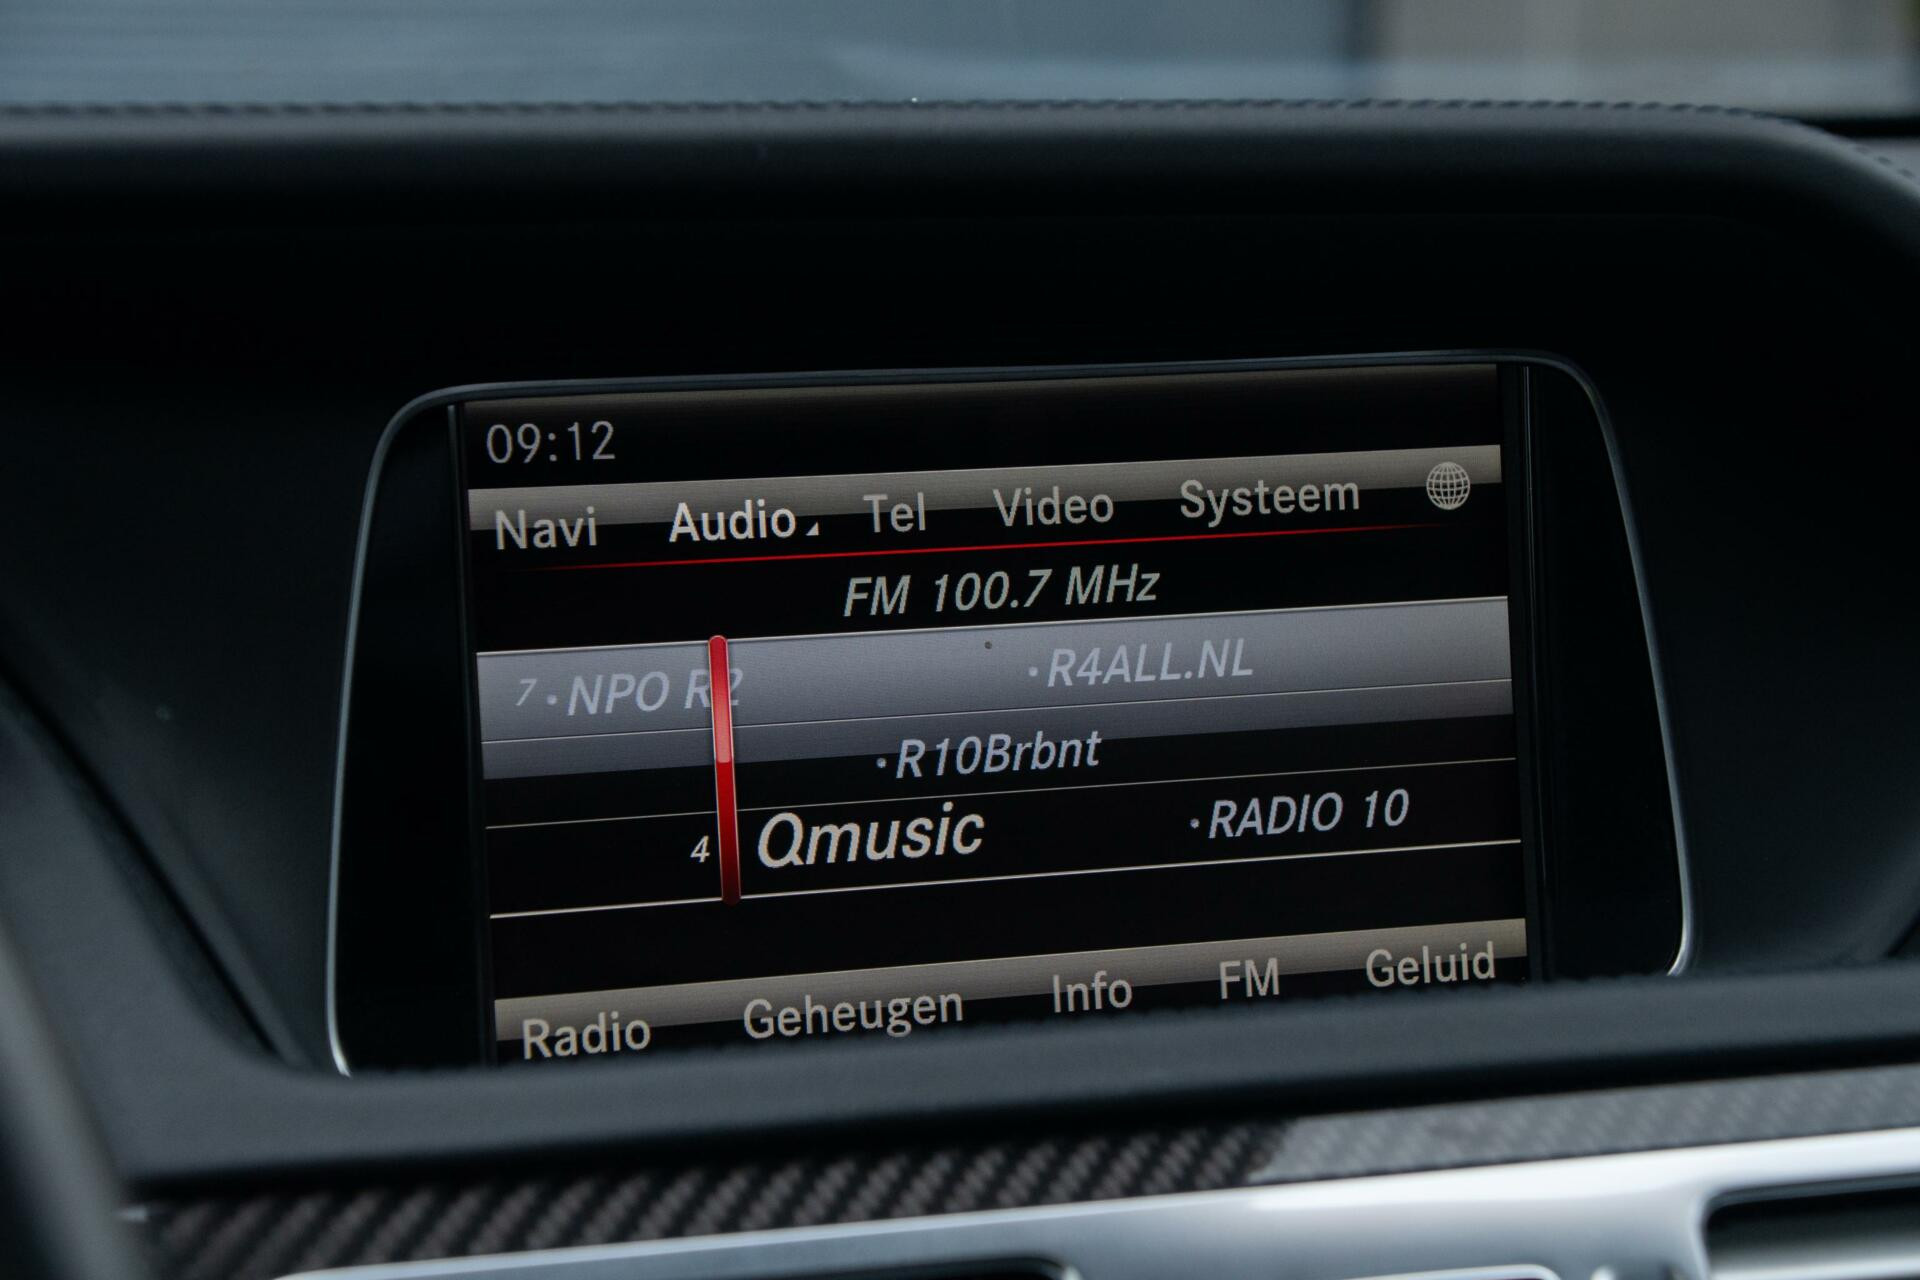 09:12
Navi Audio Tel Video Systeem
FM 100.7 MHz
7 · NPO R2 · R4ALL.NL
· R10Brbnt
4 Qmusic · RADIO 10
Radio Geheugen Info FM Geluid